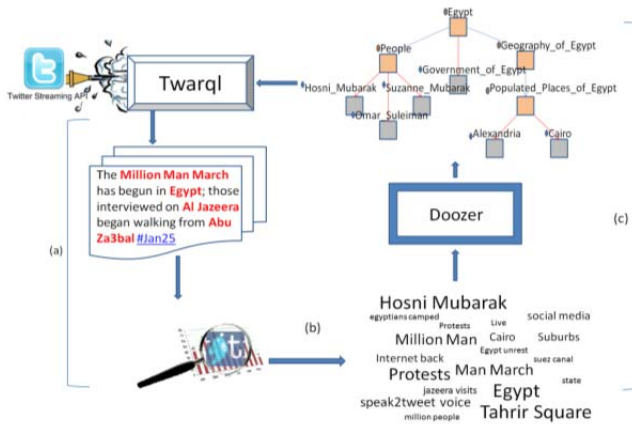 Egypt
People
Geography_of_Egypt
Government_of_Egypt
Hosni_Mubarak
Suzanne_Mubarak
Populated_Places_of_Egypt
Omar_Suleiman
Alexandria
Cairo
Twitter Streaming API
Twarql
The Million Man March
has begun in Egypt; those
interviewed on Al Jazeera
began walking from Abu
Za3bal #Jan25
(a)
Doozer
(c)
(b)
Hosni Mubarak
egyptians camped
social media
Protests
Live
Million Man
Cairo
Suburbs
Egypt unrest
Internet back
suez canal
Protests
Man March
state
jazeera visits
Egypt
speak2tweet voice
million people
Tahrir Square